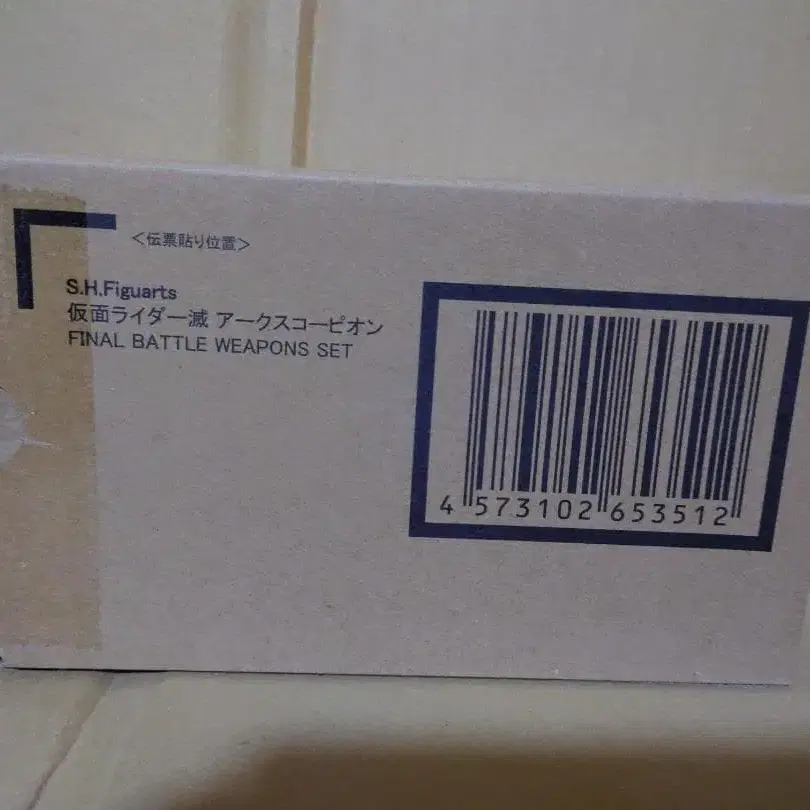 ＜伝票貼り位置＞
S.H.Figuarts
仮面ライダー滅 アークスコーピオン
FINAL BATTLE WEAPONS SET
4 573102 653512